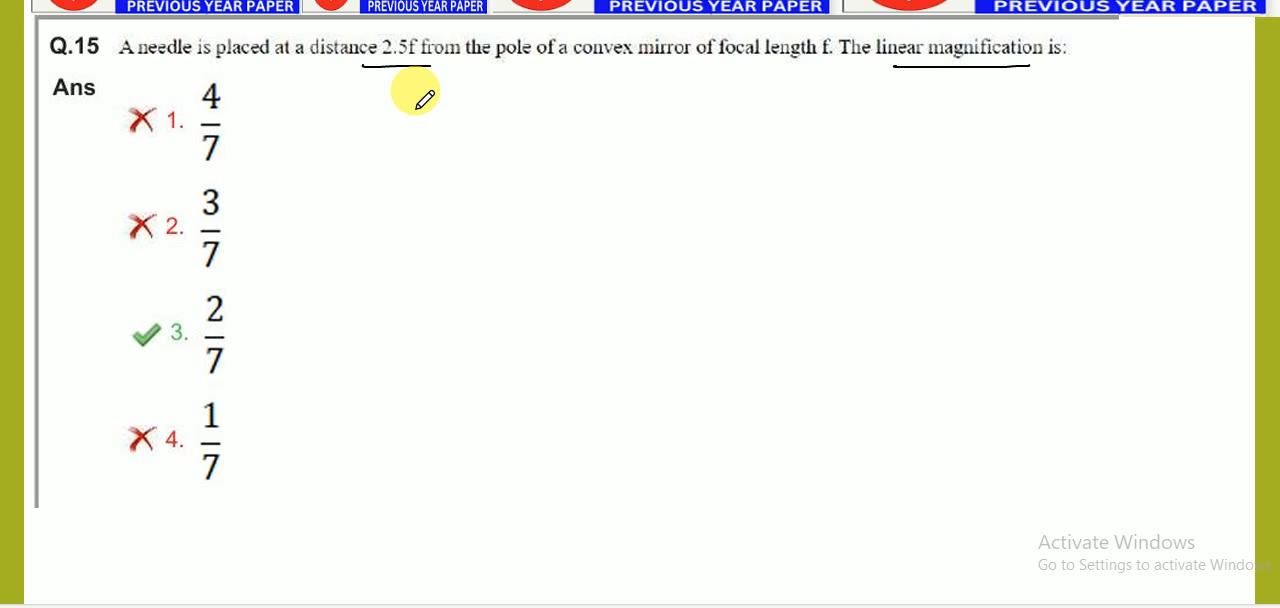 PREVIOUS YEAR PAPER PREVIOUS YEAR PAPER PREVIOUS YEAR PAPER PREVIOUS YEAR PAPER
Q.15 A needle is placed at a distance 2.5f from the pole of a convex mirror of focal length f. The linear magnification is:
Ans
1. 4/7
2. 3/7
3. 2/7
4. 1/7
Activate Windows
Go to Settings to activate Windows